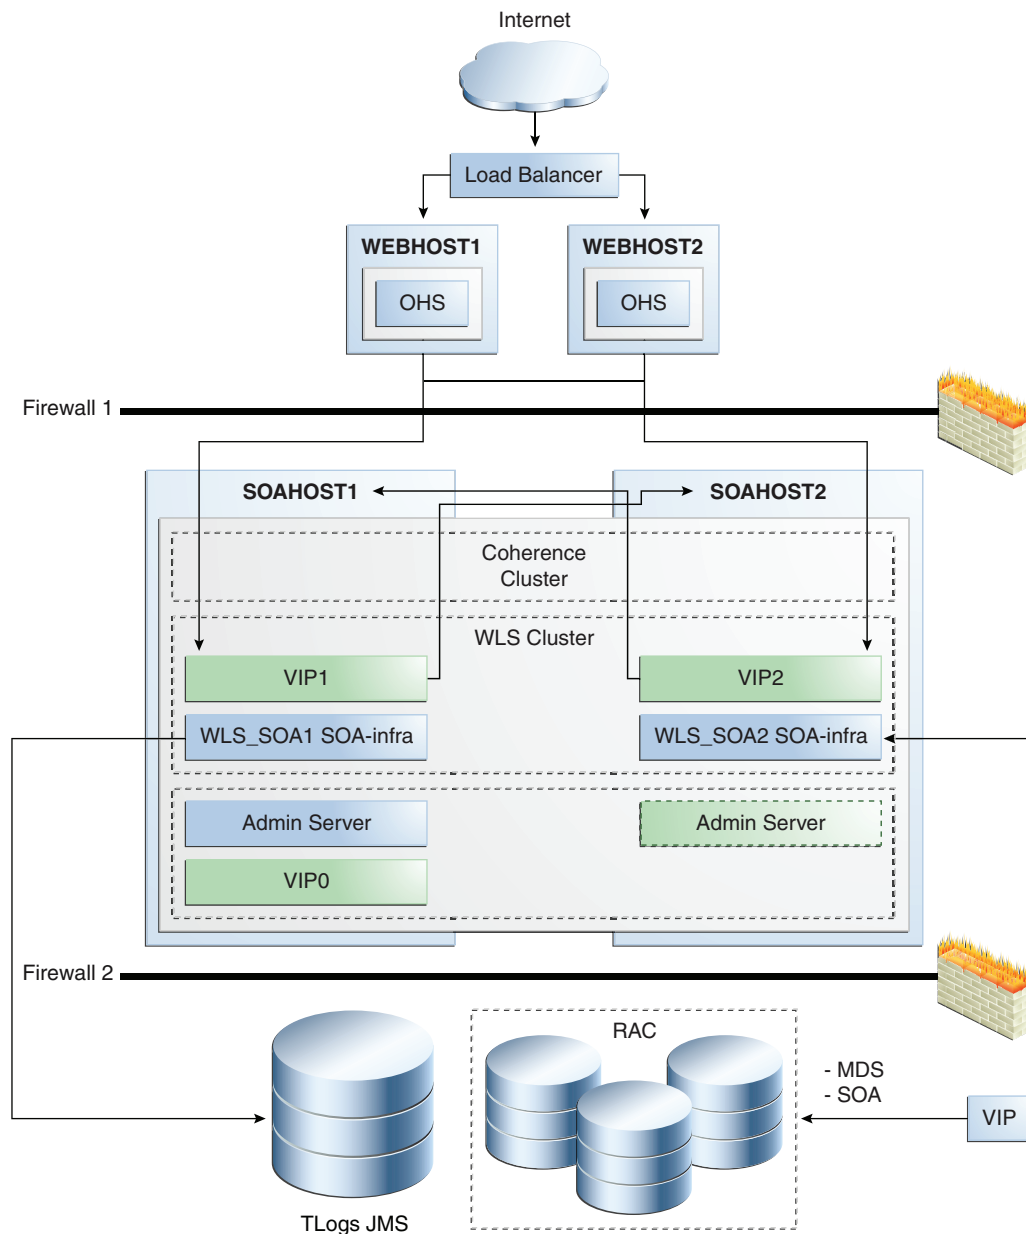 Internet
Load Balancer
WEBHOST1
WEBHOST2
OHS
OHS
Firewall 1
SOAHOST1
SOAHOST2
Coherence
Cluster
WLS Cluster
VIP1
VIP2
WLS_SOA1 SOA-infra
WLS_SOA2 SOA-infra
Admin Server
Admin Server
VIP0
Firewall 2
RAC
- MDS
- SOA
VIP
TLogs JMS